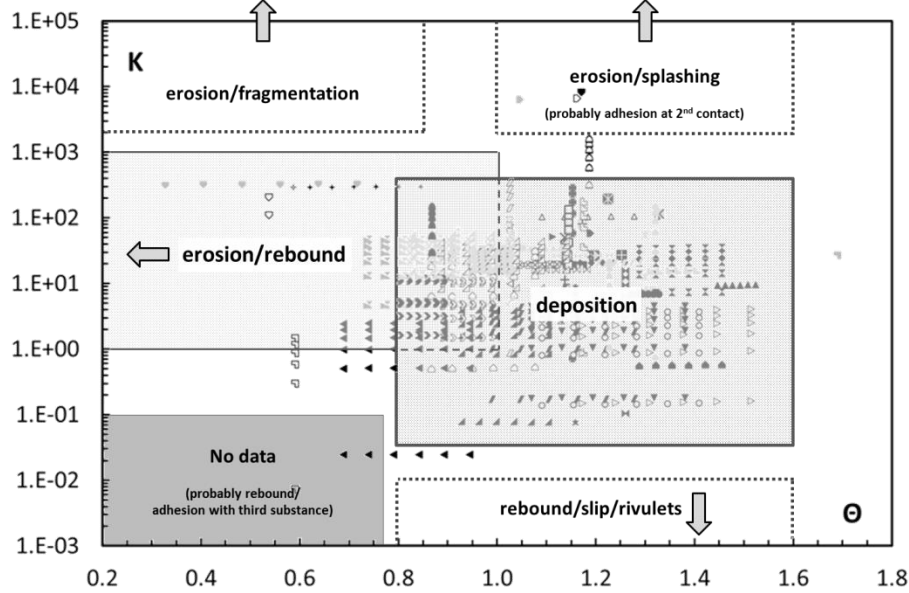 1.E+05
K
erosion/fragmentation
erosion/splashing
(probably adhesion at 2nd contact)
1.E+04
1.E+03
1.E+02
erosion/rebound
1.E+01
deposition
1.E+00
1.E-01
No data
(probably rebound/
adhesion with third substance)
1.E-02
rebound/slip/rivulets
Θ
1.E-03
0.2 0.4 0.6 0.8 1.0 1.2 1.4 1.6 1.8